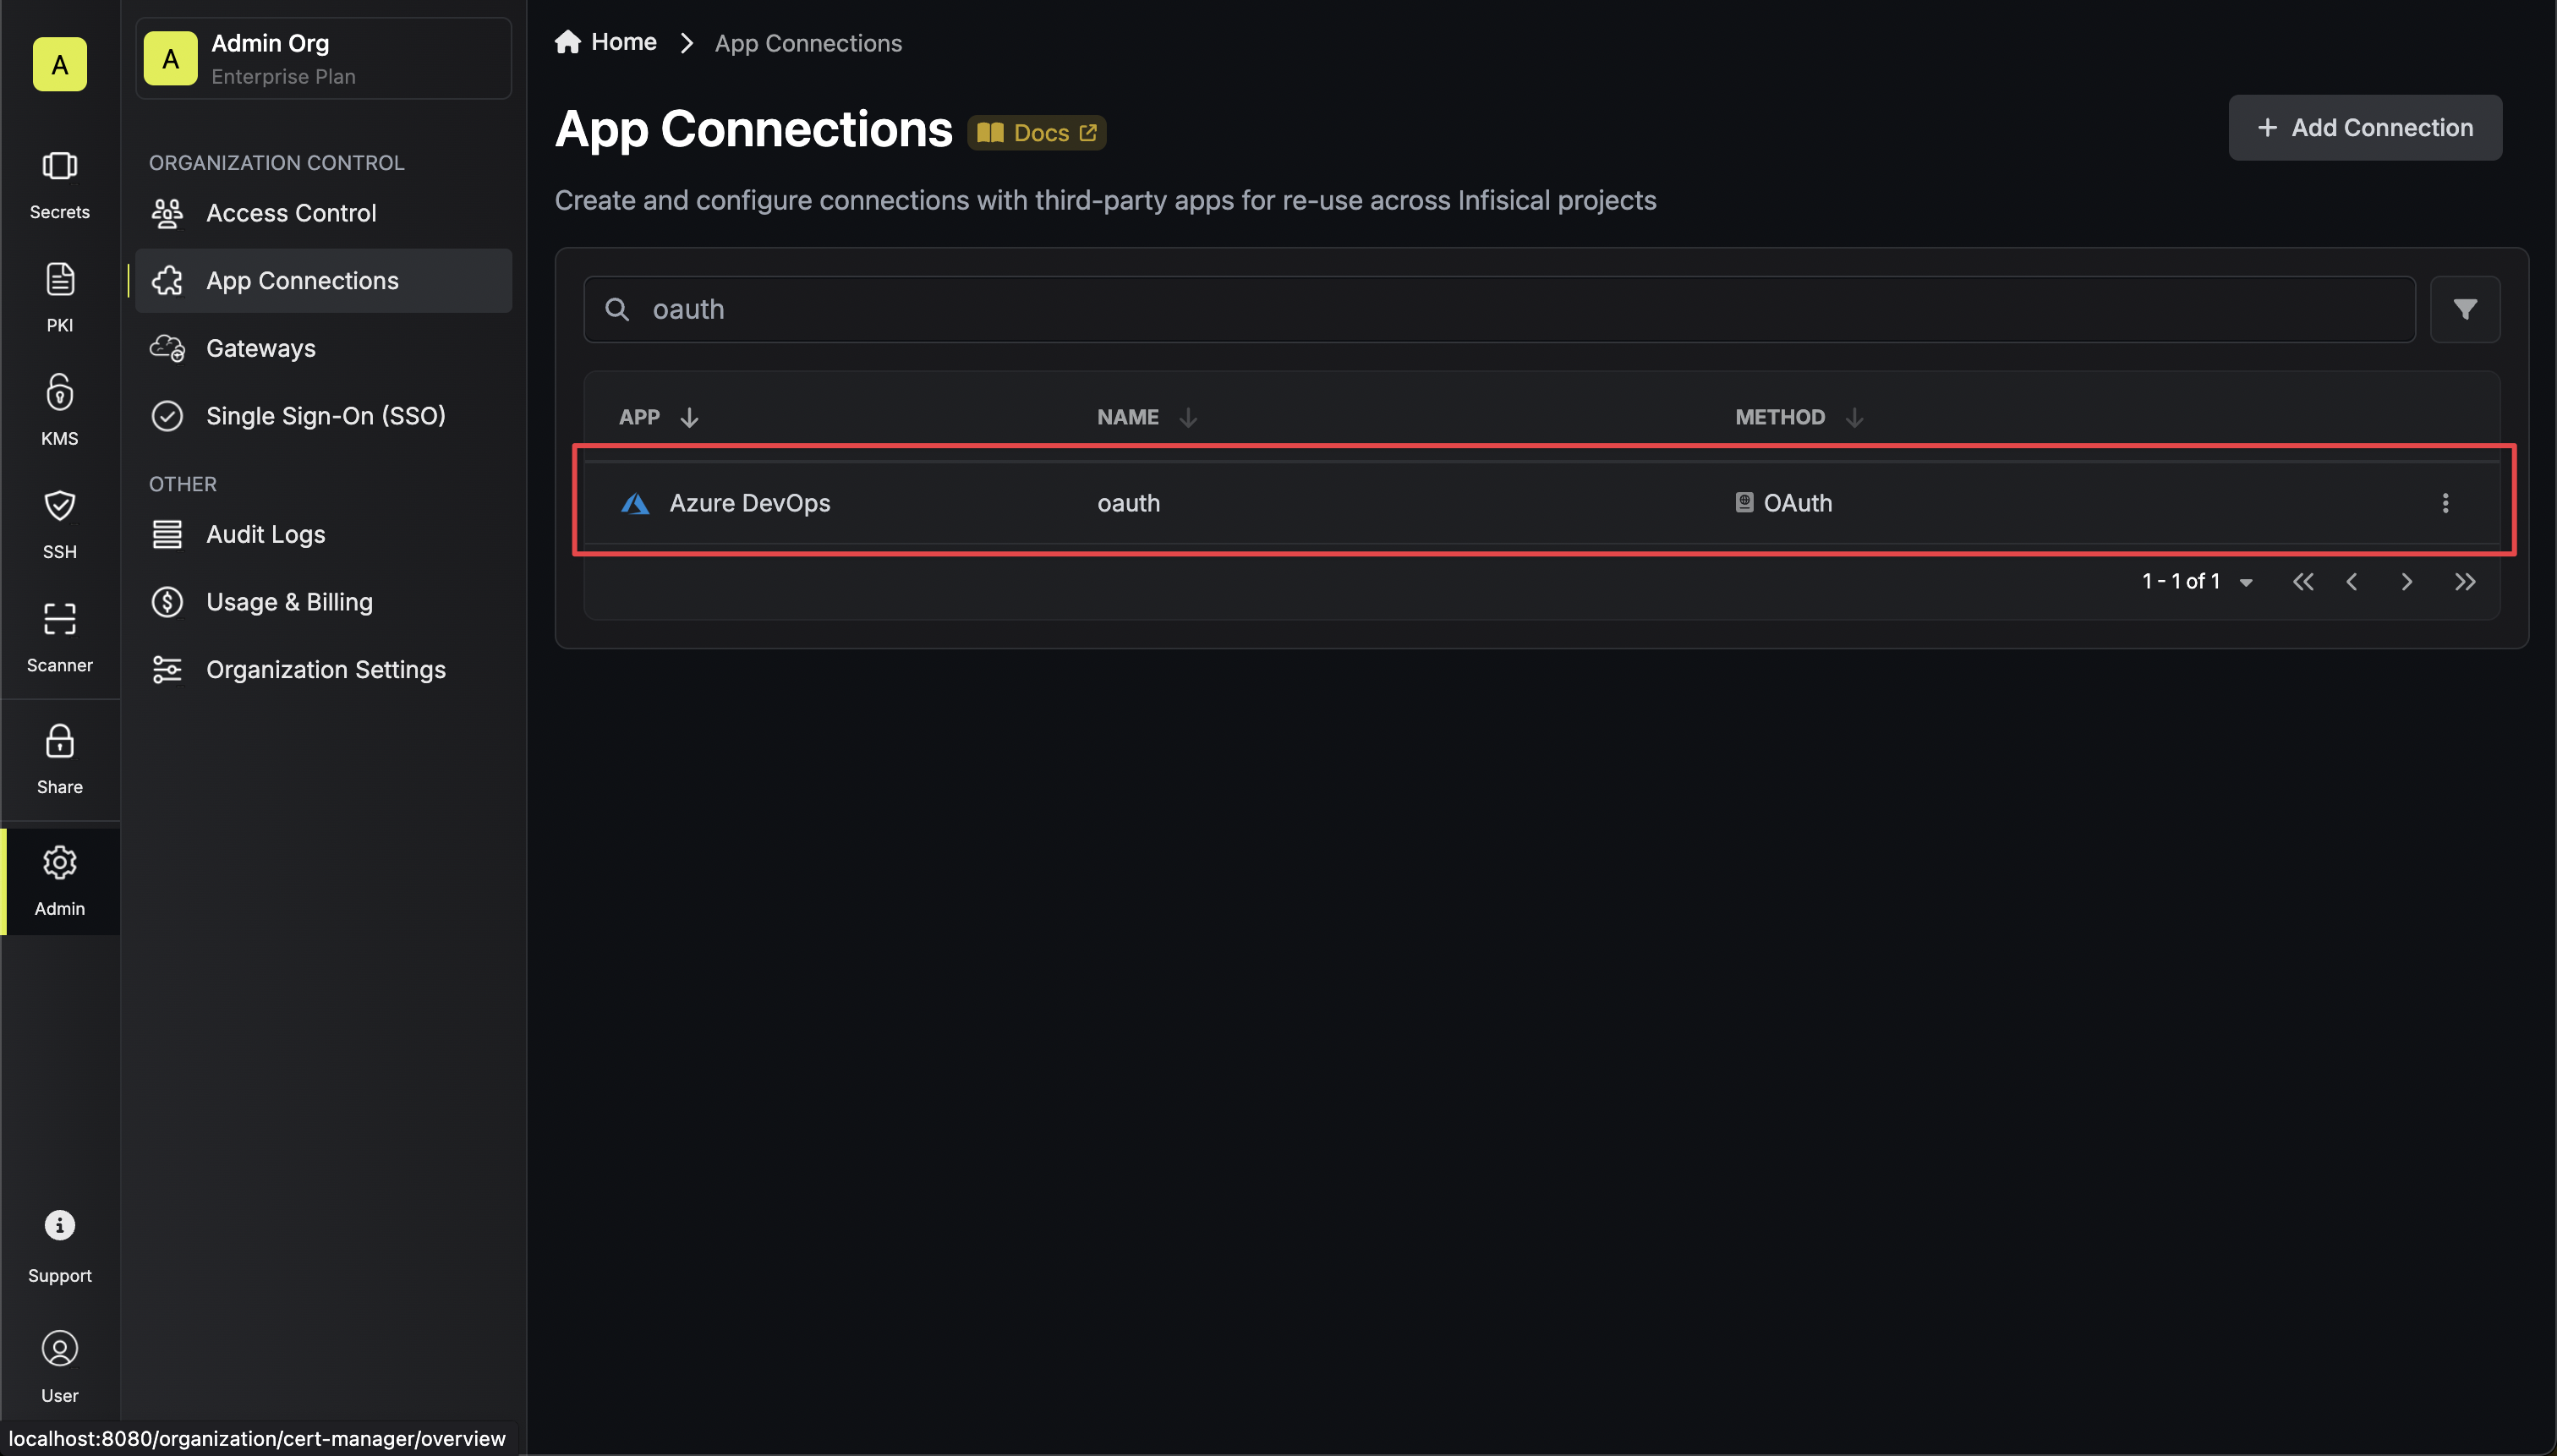 A
Secrets
PKI
KMS
SSH
Scanner
Share
Admin
Support
User
A
Admin Org
Enterprise Plan
ORGANIZATION CONTROL
Access Control
App Connections
Gateways
Single Sign-On (SSO)
OTHER
Audit Logs
Usage & Billing
Organization Settings
Home App Connections
App Connections Docs
+ Add Connection
Create and configure connections with third-party apps for re-use across Infisical projects
oauth
APP NAME METHOD
Azure DevOps oauth OAuth
1 - 1 of 1
localhost:8080/organization/cert-manager/overview